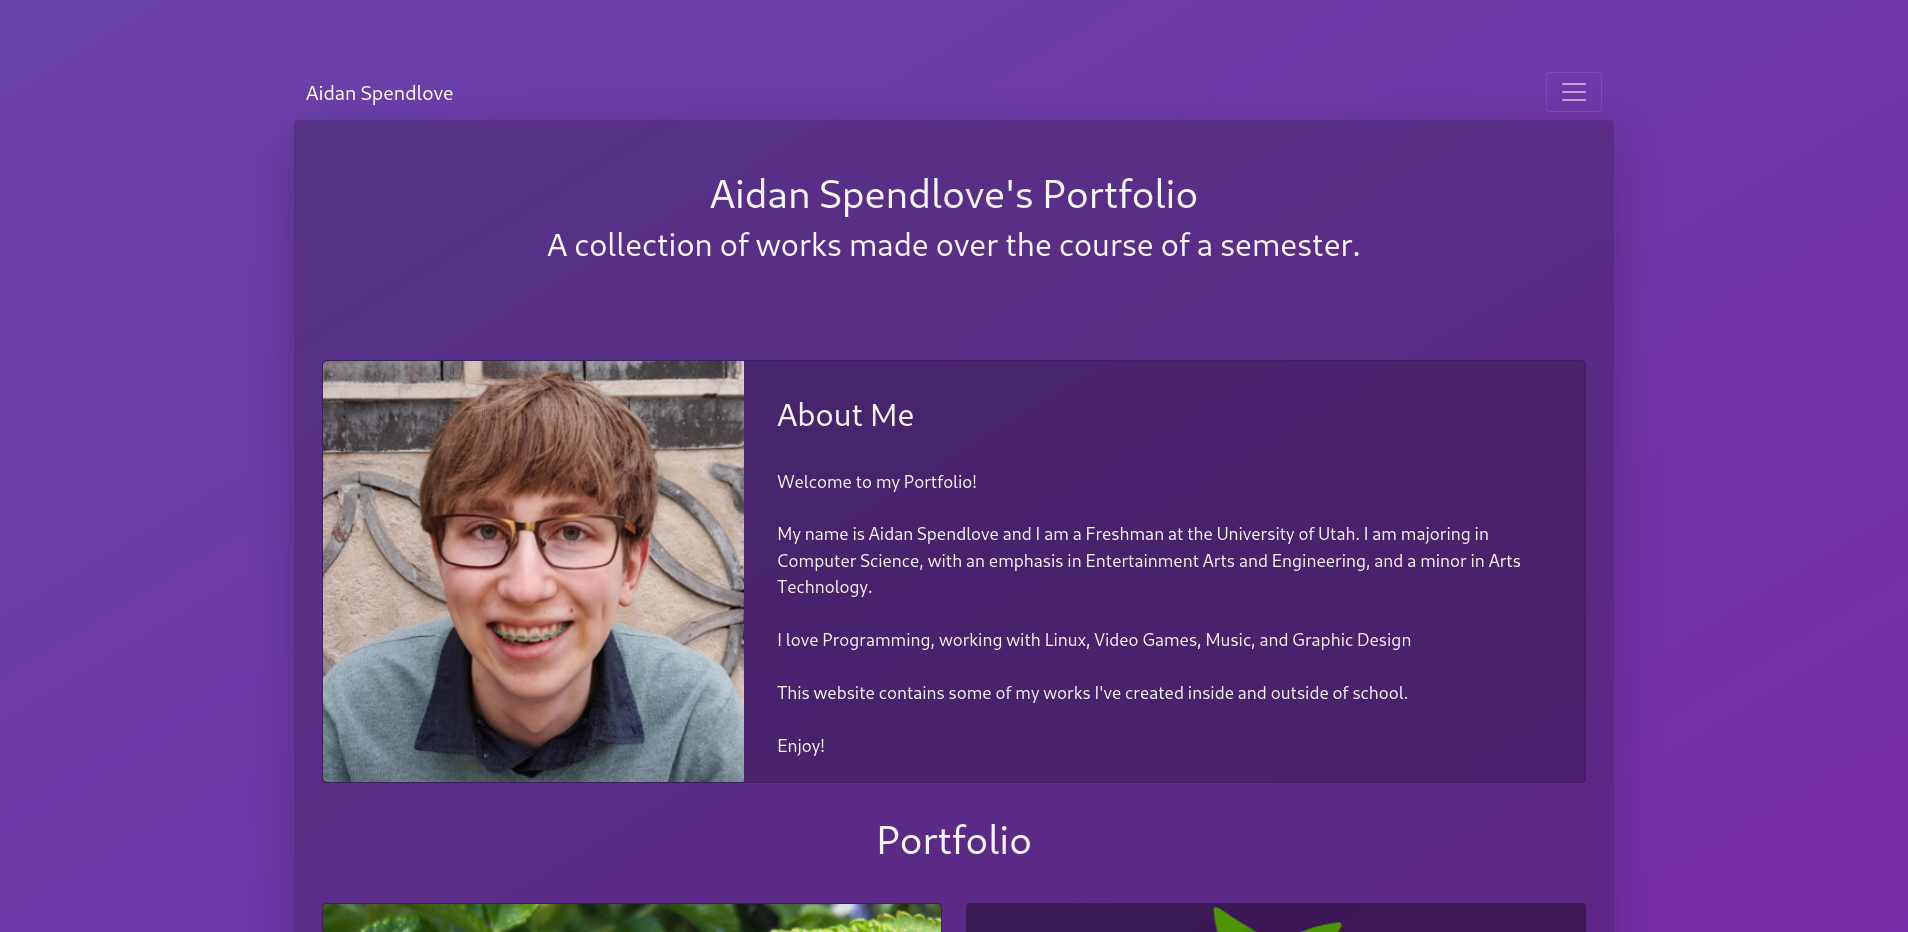 Aidan Spendlove
Aidan Spendlove's Portfolio
A collection of works made over the course of a semester.
About Me
Welcome to my Portfolio!
My name is Aidan Spendlove and I am a Freshman at the University of Utah. I am majoring in
Computer Science, with an emphasis in Entertainment Arts and Engineering, and a minor in Arts
Technology.
I love Programming, working with Linux, Video Games, Music, and Graphic Design
This website contains some of my works I've created inside and outside of school.
Enjoy!
Portfolio